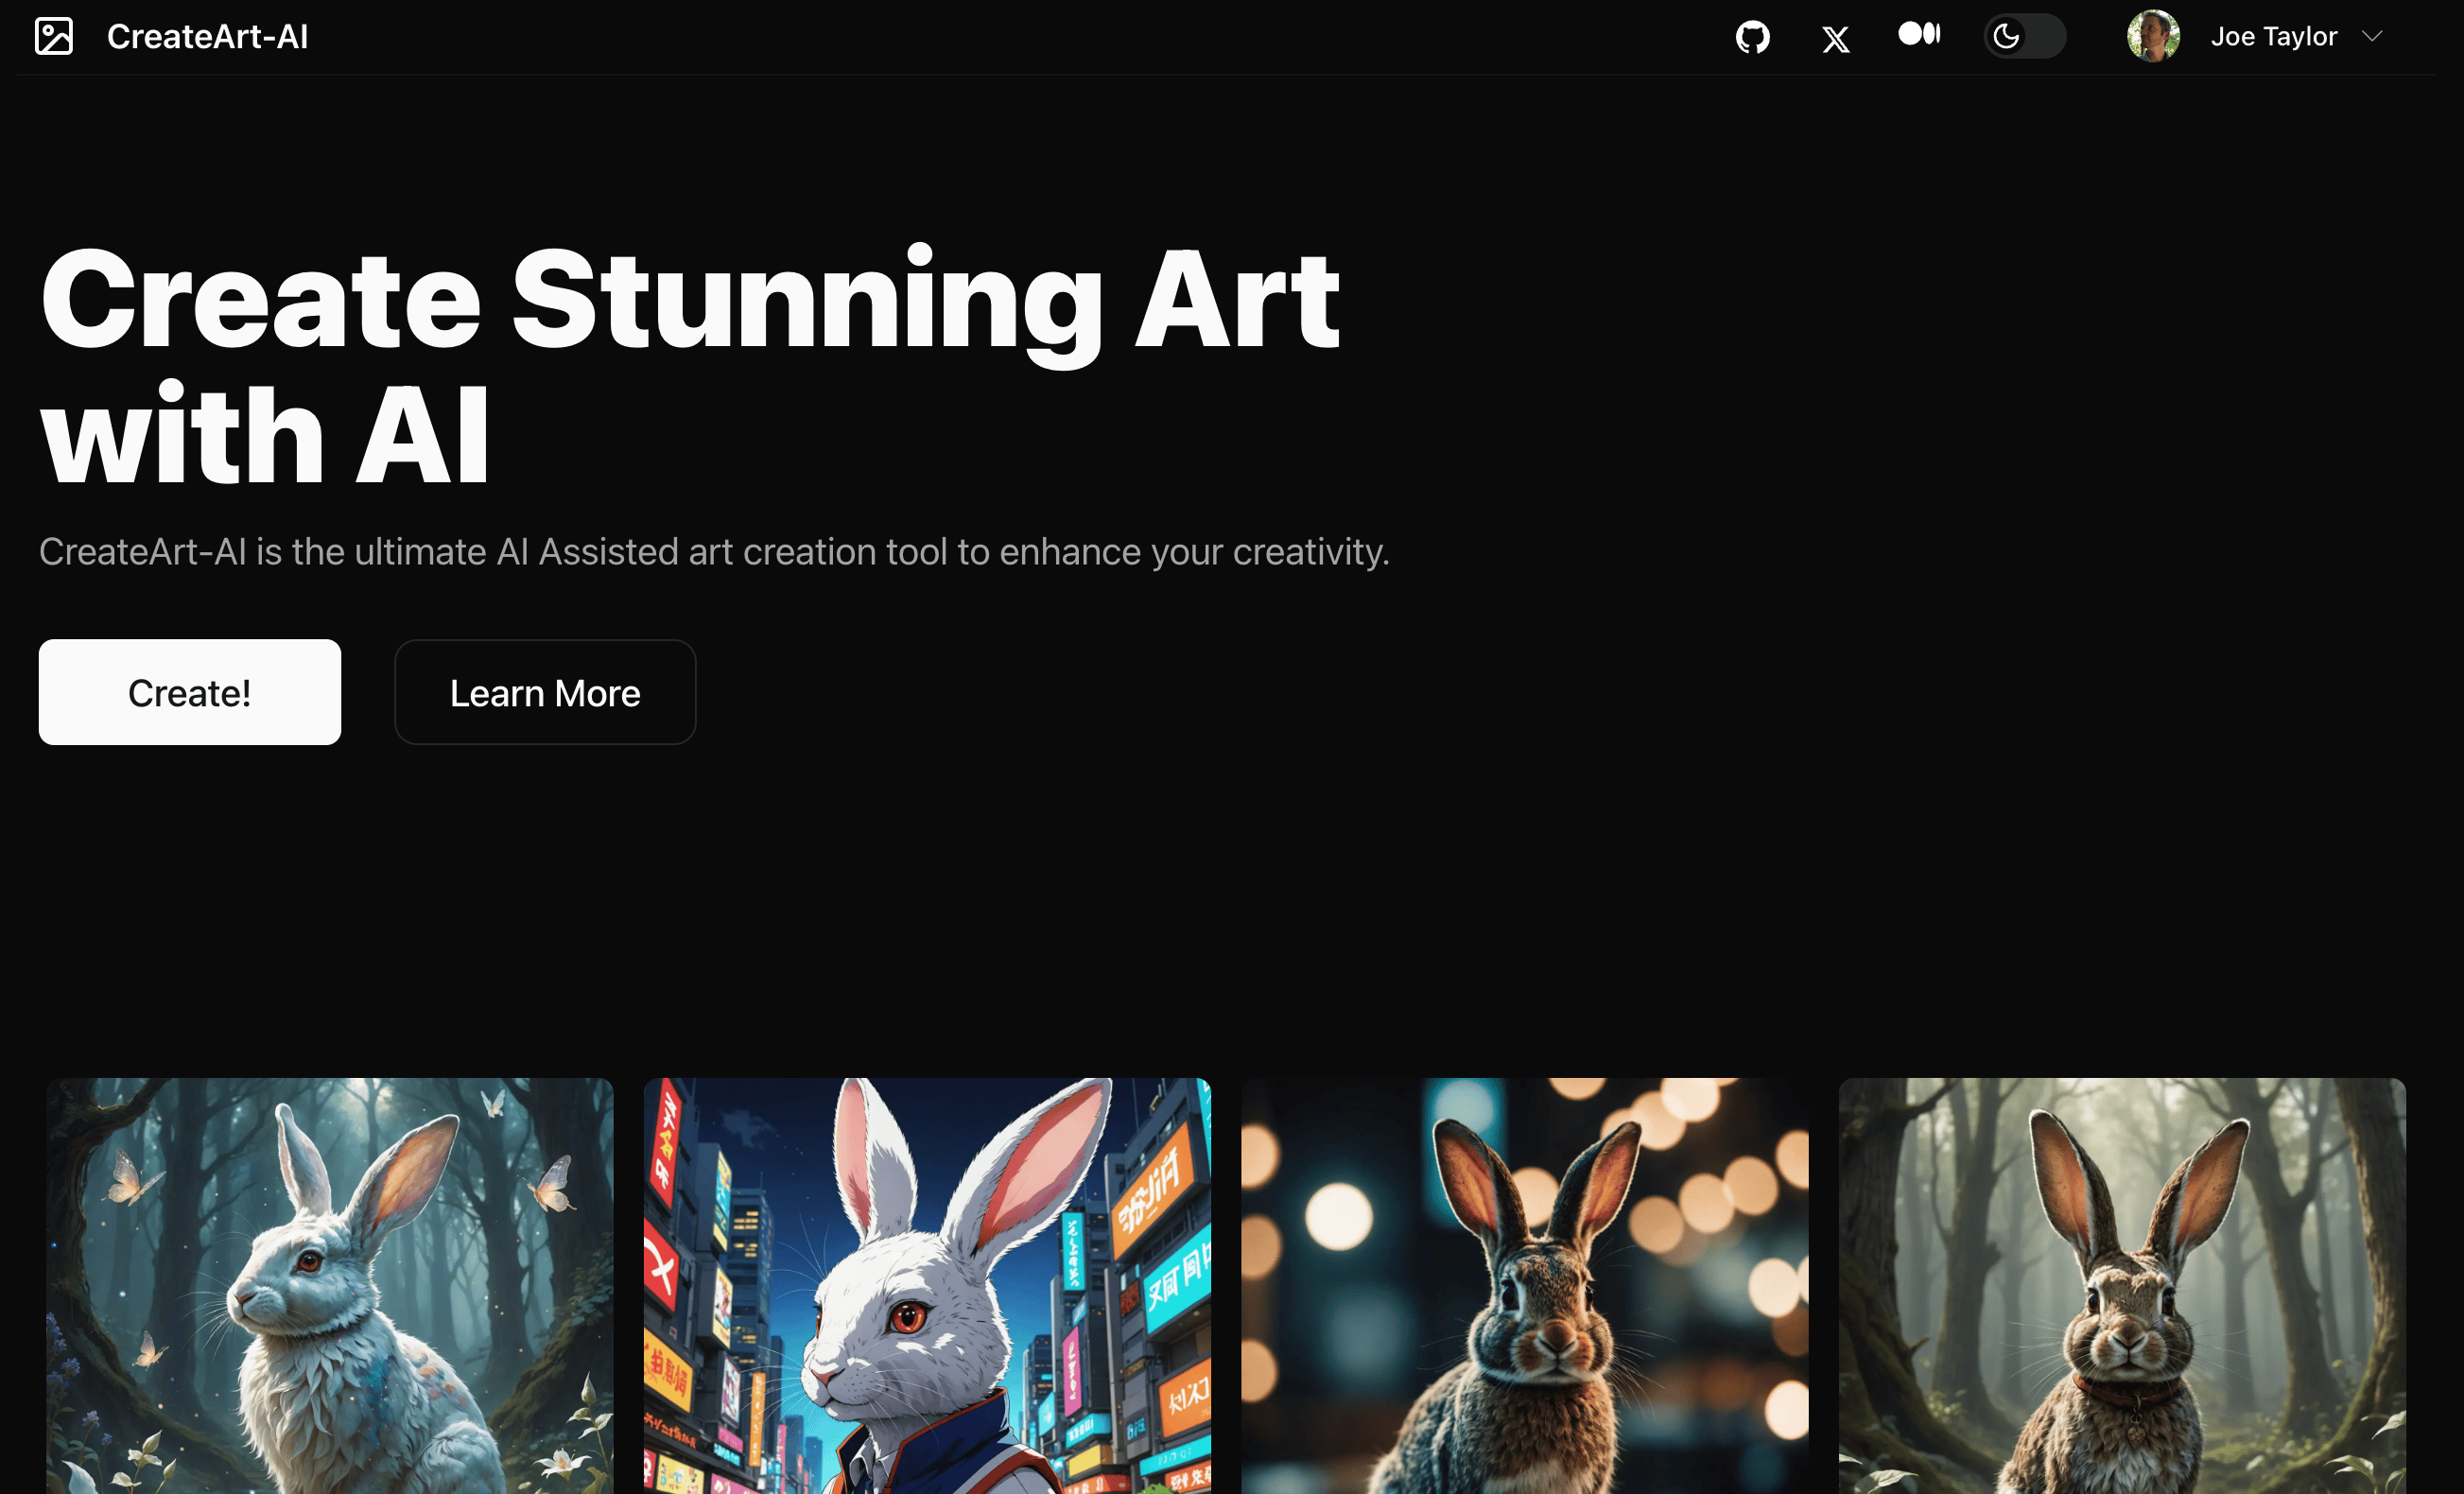 CreateArt-AI
Joe Taylor
Create Stunning Art
with AI
CreateArt-AI is the ultimate AI Assisted art creation tool to enhance your creativity.
Create!
Learn More